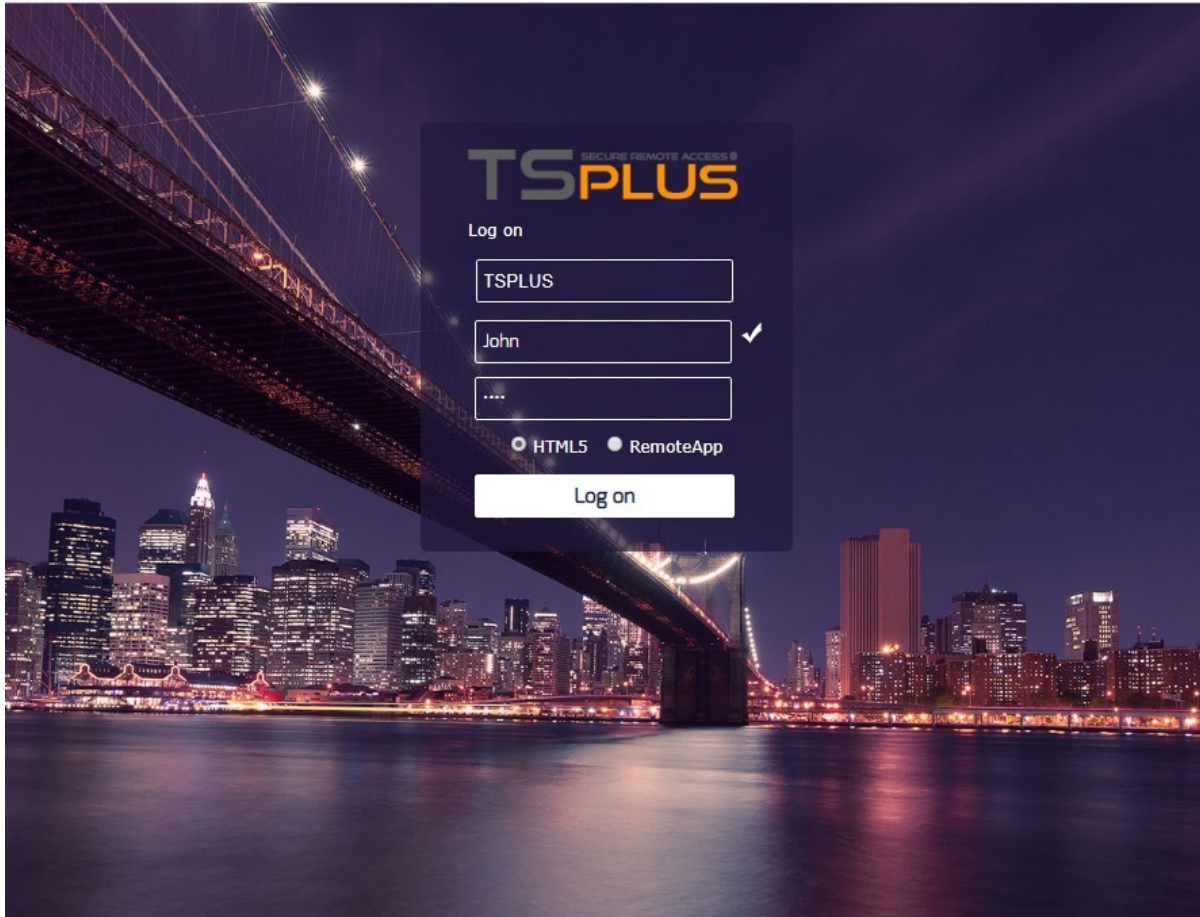 TSPLUS
SECURE REMOTE ACCESS®
Log on
TSPLUS
John
....
HTML5 RemoteApp
Log on